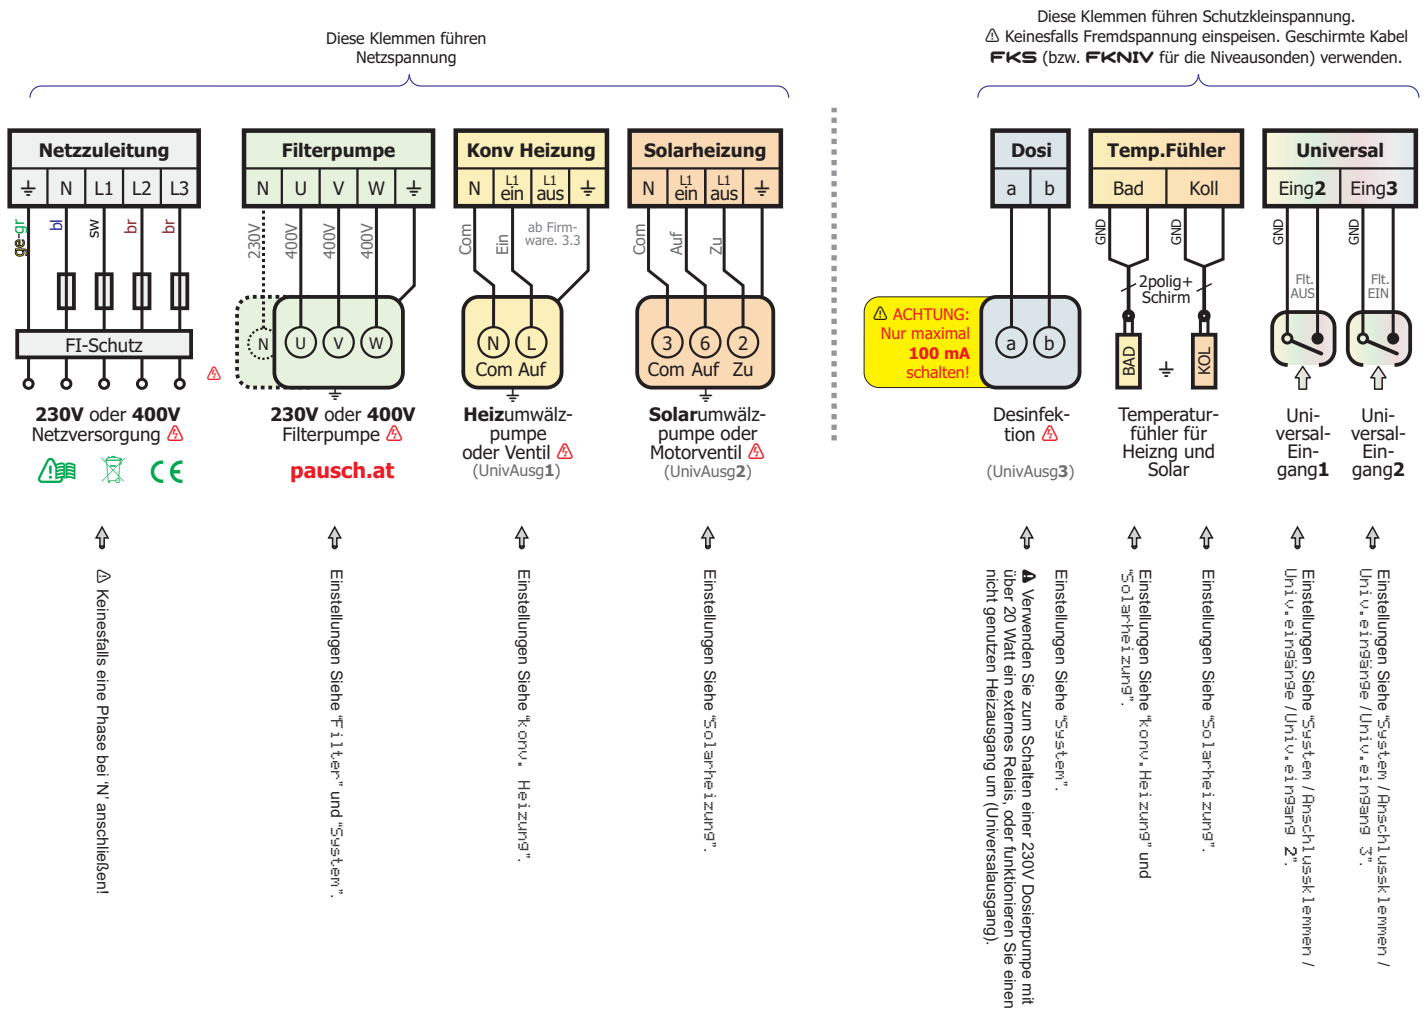 Diese Klemmen führen
Netzspannung
Diese Klemmen führen Schutzkleinspannung.
⚠ Keinesfalls Fremdspannung einspeisen. Geschirmte Kabel
FKS (bzw. FKNIV für die Niveausonden) verwenden.
Netzzuleitung
N L1 L2 L3
ge-gr bl sw br br
FI-Schutz
230V oder 400V
Netzversorgung
CE
Filterpumpe
N U V W
230V 400V 400V 400V
N U V W
230V oder 400V
Filterpumpe
pausch.at
Konv Heizung
N L1 ein L1 aus
Com Ein
ab Firm-
ware. 3.3
N L
Com Auf
Heizumwälz-
pumpe
oder Ventil
(UnivAusg1)
Solarheizung
N L1 ein L1 aus
Com Auf Zu
3 6 2
Com Auf Zu
Solarumwälz-
pumpe oder
Motorventil
(UnivAusg2)
Dosi
a b
⚠ ACHTUNG:
Nur maximal
100 mA
schalten!
a b
Desinfek-
tion
(UnivAusg3)
Temp.Fühler
Bad Koll
GND GND
2polig+
Schirm
BAD KOL
Temperatur-
fühler für
Heizng und
Solar
Universal
Eing2 Eing3
GND GND
Flt.
AUS
Flt.
EIN
Uni-
versal-
Ein-
gang1
Uni-
versal-
Ein-
gang2
⚠ Keinesfalls eine Phase bei 'N' anschließen!
Einstellungen Siehe "Filter" und "System".
Einstellungen Siehe "konv. Heizung".
Einstellungen Siehe "Solarheizung".
Einstellungen Siehe "System".
⚠ Verwenden Sie zum Schalten einer 230V Dosierpumpe mit
über 20 Watt ein externes Relais, oder funktionieren Sie einen
nicht genutzen Heizausgang um (Universalausgang).
Einstellungen Siehe "konv.Heizung" und
"Solarheizung".
Einstellungen Siehe "Solarheizung".
Einstellungen Siehe "System /Anschlussklemmen /
Univ.eingänge /Univ.eingang 2".
Einstellungen Siehe "System /Anschlussklemmen /
Univ.eingänge /Univ.eingang 3".